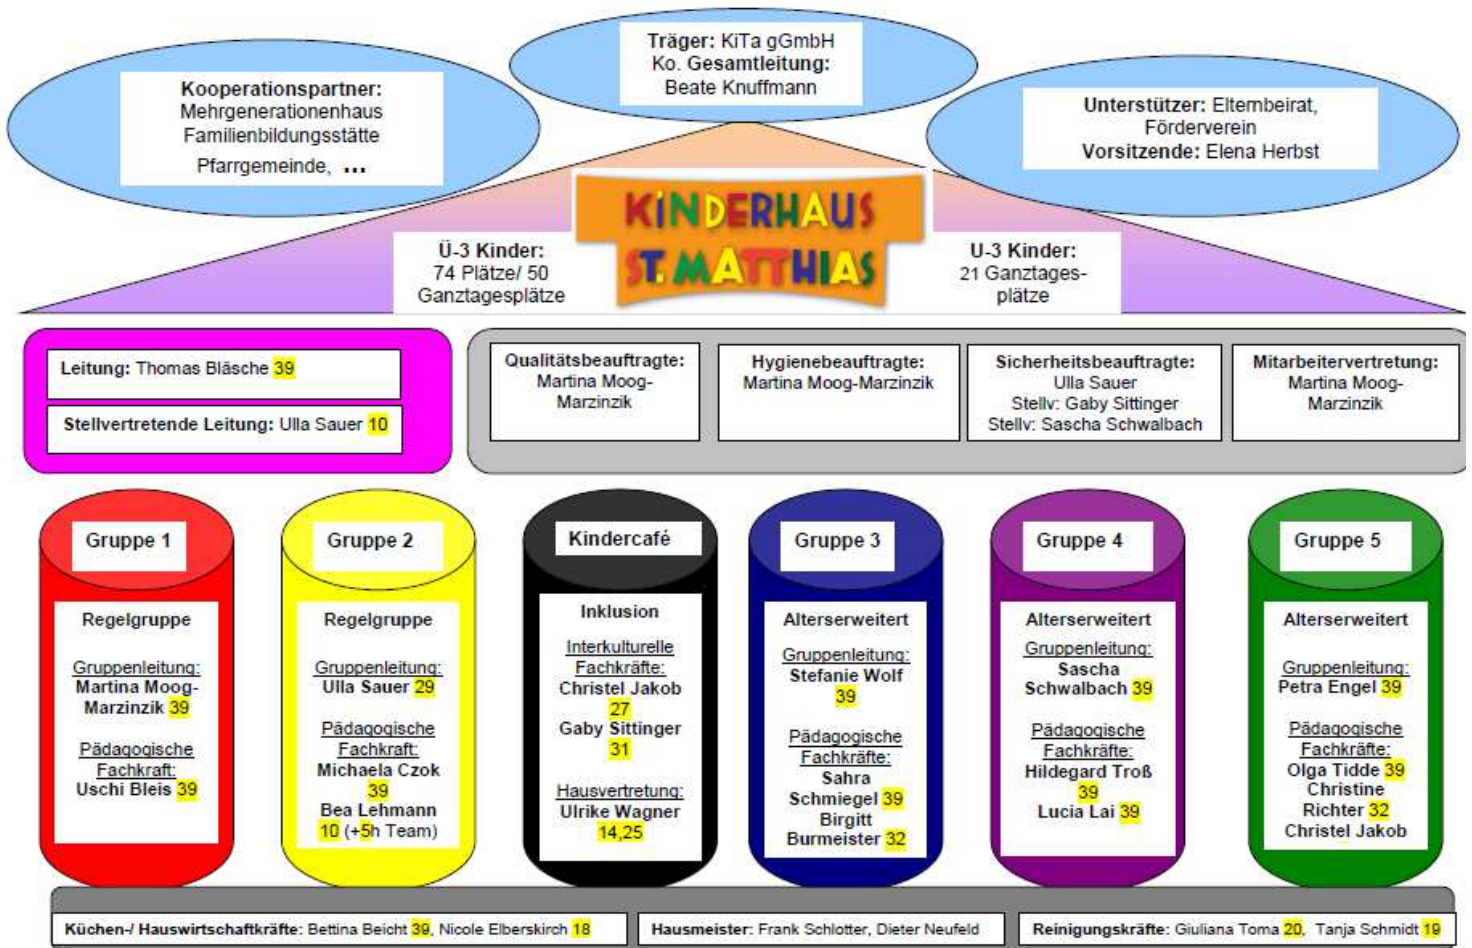 Träger: KiTa gGmbH
Ko. Gesamtleitung:
Beate Knuffmann
Kooperationspartner:
Mehrgenerationenhaus
Familienbildungsstätte
Pfarrgemeinde, ...
Unterstützer: Elternbeirat,
Förderverein
Vorsitzende: Elena Herbst
KiNDERHAUS
ST. MATTHIAS
Ü-3 Kinder:
74 Plätze/ 50
Ganztagesplätze
U-3 Kinder:
21 Ganztages-
plätze
Leitung: Thomas Bläsche 39
Stellvertretende Leitung: Ulla Sauer 10
Qualitätsbeauftragte:
Martina Moog-
Marzinzik
Hygienebeauftragte:
Martina Moog-Marzinzik
Sicherheitsbeauftragte:
Ulla Sauer
Stellv: Gaby Sittinger
Stellv: Sascha Schwalbach
Mitarbeitervertretung:
Martina Moog-
Marzinzik
Gruppe 1
Regelgruppe
Gruppenleitung:
Martina Moog-
Marzinzik 39
Pädagogische
Fachkraft:
Uschi Bleis 39
Gruppe 2
Regelgruppe
Gruppenleitung:
Ulla Sauer 29
Pädagogische
Fachkraft:
Michaela Czok
39
Bea Lehmann
10 (+5h Team)
Kindercafé
Inklusion
Interkulturelle
Fachkräfte:
Christel Jakob
27
Gaby Sittinger
31
Hausvertretung:
Ulrike Wagner
14,25
Gruppe 3
Alterserweitert
Gruppenleitung:
Stefanie Wolf
39
Pädagogische
Fachkräfte:
Sahra
Schmiegel 39
Birgitt
Burmeister 32
Gruppe 4
Alterserweitert
Gruppenleitung:
Sascha
Schwalbach 39
Pädagogische
Fachkräfte:
Hildegard Troß
39
Lucia Lai 39
Gruppe 5
Alterserweitert
Gruppenleitung:
Petra Engel 39
Pädagogische
Fachkräfte:
Olga Tidde 39
Christine
Richter 32
Christel Jakob
Küchen-/ Hauswirtschaftkräfte: Bettina Beicht 39, Nicole Elberskirch 18
Hausmeister: Frank Schlotter, Dieter Neufeld
Reinigungskräfte: Giuliana Toma 20, Tanja Schmidt 19